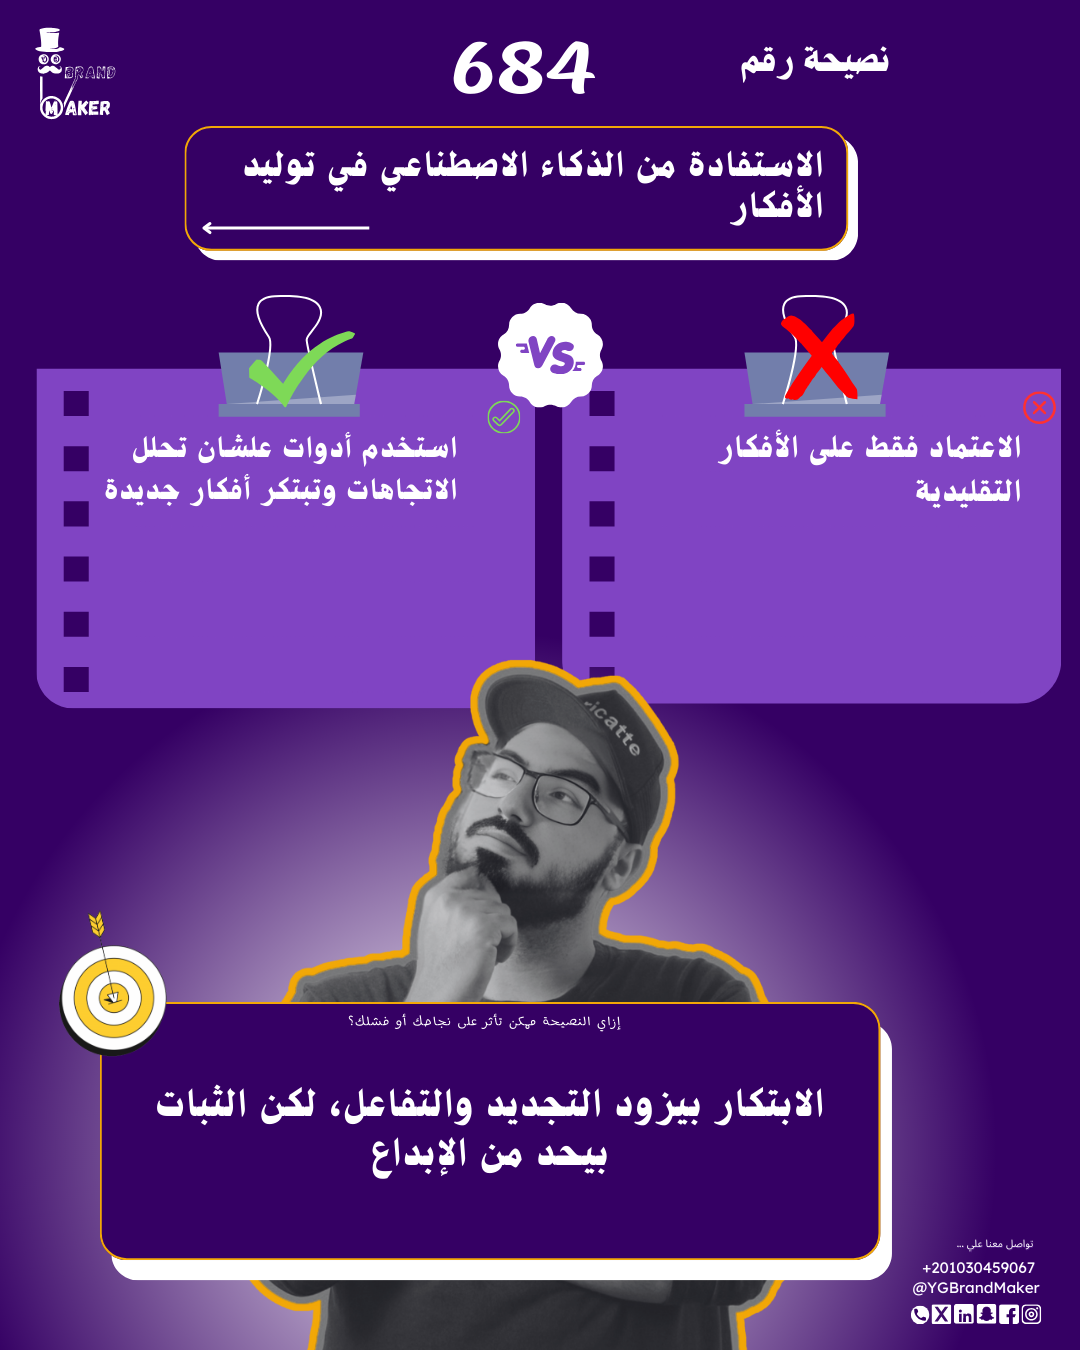 BRAND
MAKER
نصيحة رقم
684
الاستفادة من الذكاء الاصطناعي في توليد
الأفكار
VS
الاعتماد فقط على الأفكار
التقليدية
استخدم أدوات علشان تحلل
الاتجاهات وتبتكر أفكار جديدة
icatte
إزاي النصيحة ممكن تأثر على نجاحك أو فشلك؟
الابتكار بيزود التجديد والتفاعل، لكن الثبات
بيحد من الإبداع
تواصل معنا علي ...
+201030459067
@YGBrandMaker